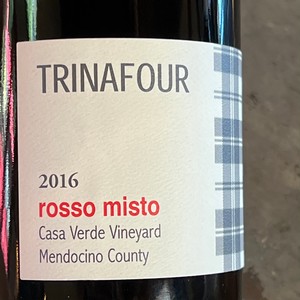 TRINAFOUR
2016
rosso misto
Casa Verde Vineyard
Mendocino County